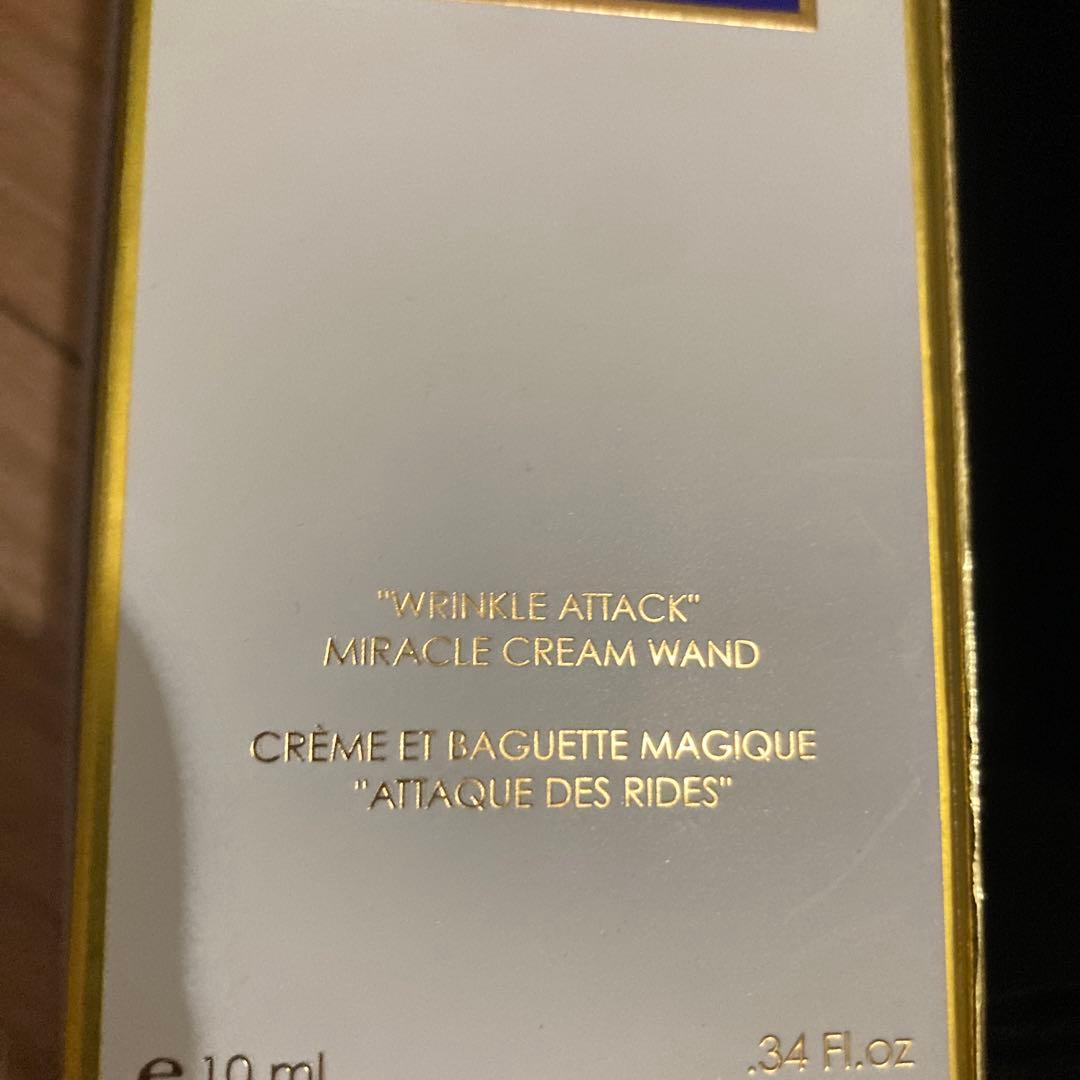 "WRINKLE ATTACK"
MIRACLE CREAM WAND
CRÈME ET BAGUETTE MAGIQUE
"ATTAQUE DES RIDES"
e 10 ml .34 Fl.oz